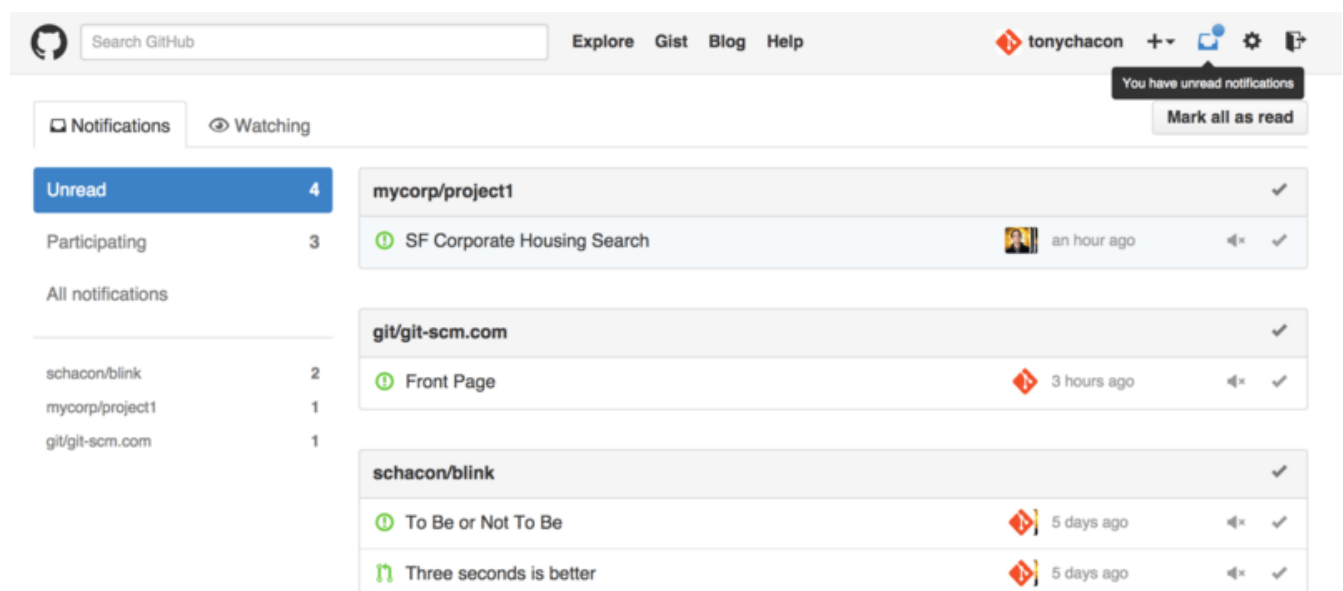 Search GitHub Explore Gist Blog Help tonychacon
You have unread notifications
Notifications Watching Mark all as read
Unread 4
Participating 3
All notifications
schacon/blink 2
mycorp/project1 1
git/git-scm.com 1
mycorp/project1
SF Corporate Housing Search an hour ago
git/git-scm.com
Front Page 3 hours ago
schacon/blink
To Be or Not To Be 5 days ago
Three seconds is better 5 days ago